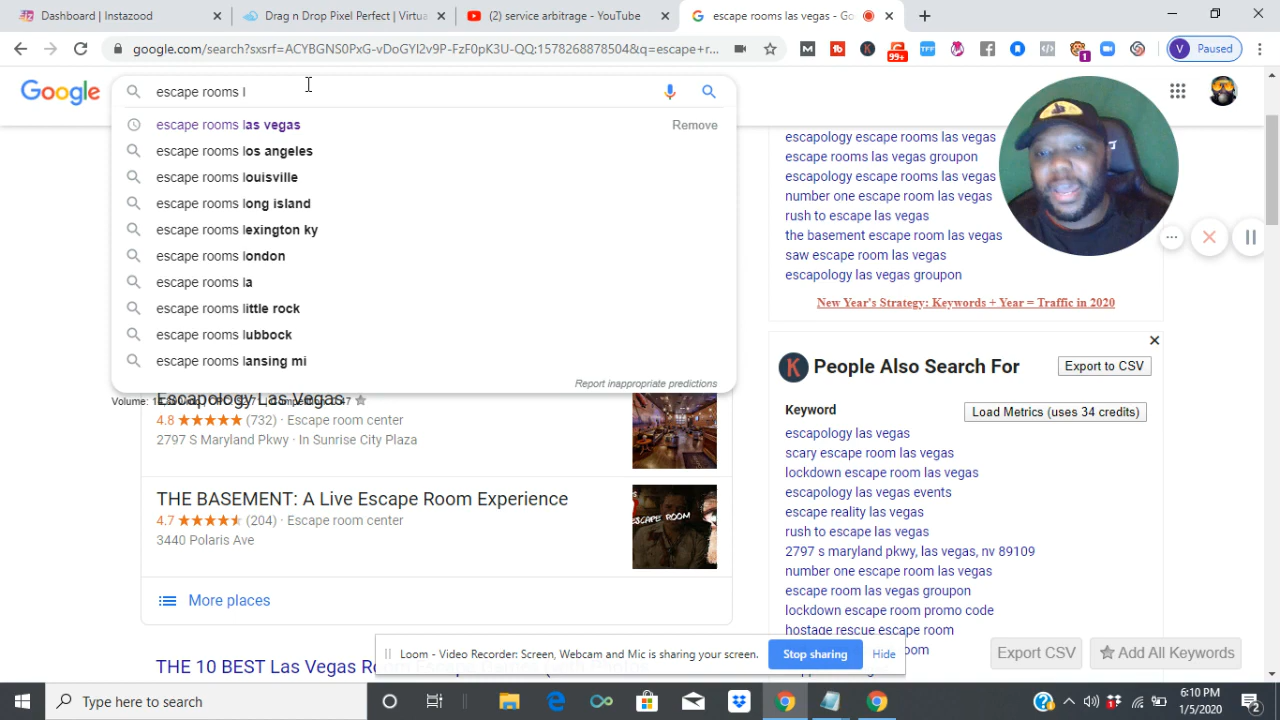 Dashboard | Instazood
Drag n Drop Pixel Perfect | Virtua
(2) service arbitrage - YouTube
escape rooms las vegas - Go
google.com/search?sxsrf=ACYBGNS0PxG-vDoGYI2v9P-FzF0pK3U-QQ:1578268878504&q=escape+r...
99+
TFF
1
V Paused
Google
escape rooms l
escape rooms las vegas
Remove
escape rooms los angeles
escape rooms louisville
escape rooms long island
escape rooms lexington ky
escape rooms london
escape rooms la
escape rooms little rock
escape rooms lubbock
escape rooms lansing mi
Report inappropriate predictions
Escapology Las Vegas
4.8 (732) · Escape room center
2797 S Maryland Pkwy · In Sunrise City Plaza
THE BASEMENT: A Live Escape Room Experience
4.7 (204) · Escape room center
3440 Polaris Ave
ESCAPE ROOM
More places
THE 10 BEST Las Vegas
escapology escape rooms las vegas
escape rooms las vegas groupon
escapology escape rooms las vegas
number one escape room las vegas
rush to escape las vegas
the basement escape room las vegas
saw escape room las vegas
escapology las vegas groupon
New Year's Strategy: Keywords + Year = Traffic in 2020
K People Also Search For
Export to CSV
Keyword
Load Metrics (uses 34 credits)
escapology las vegas
scary escape room las vegas
lockdown escape room las vegas
escapology las vegas events
escape reality las vegas
rush to escape las vegas
2797 s maryland pkwy, las vegas, nv 89109
number one escape room las vegas
escape room las vegas groupon
lockdown escape room promo code
hostage rescue escape room
Export CSV
Add All Keywords
Loom - Video Recorder: Screen, Webcam and Mic is sharing your screen.
Stop sharing
Hide
Type here to search
6:10 PM
1/5/2020
2